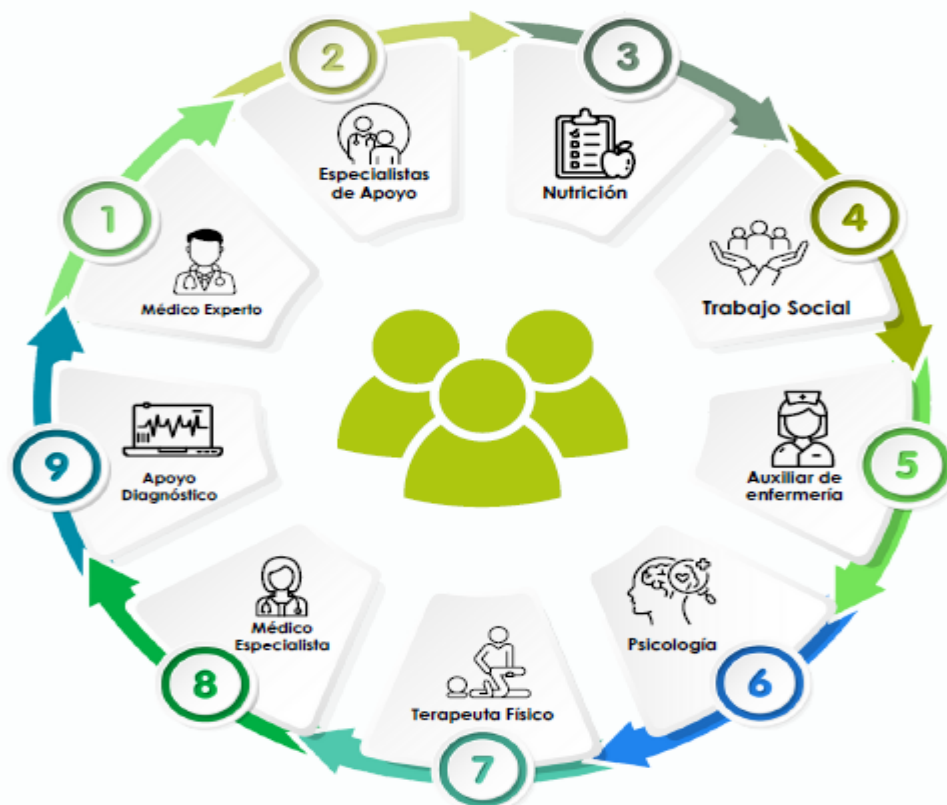 1
Médico Experto
2
Especialistas
de Apoyo
3
Nutrición
4
Trabajo Social
5
Auxiliar de
enfermería
6
Psicología
7
Terapeuta Físico
8
Médico
Especialista
9
Apoyo
Diagnóstico